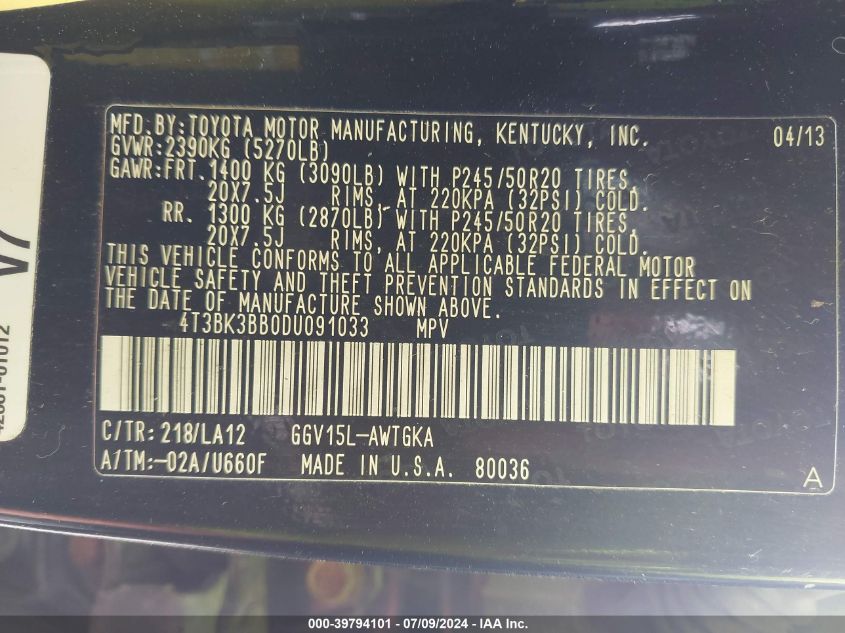 MFD.BY:TOYOTA MOTOR MANUFACTURING, KENTUCKY, INC. 04/13
GVWR:2390KG (5270LB)
GAWR:FRT.1400 KG (3090LB) WITH P245/50R20 TIRES,
20X7.5J RIMS, AT 220KPA (32PSI) COLD.
RR. 1300 KG (2870LB) WITH P245/50R20 TIRES,
20X7.5J RIMS, AT 220KPA (32PSI) COLD.
THIS VEHICLE CONFORMS TO ALL APPLICABLE FEDERAL MOTOR
VEHICLE SAFETY AND THEFT PREVENTION STANDARDS IN EFFECT ON
THE DATE OF MANUFACTURE SHOWN ABOVE.
4T3BK3BB0DU091033 MPV
C/TR:218/LA12 GGV15L-AWTGKA
A/TM:-02A/U660F MADE IN U.S.A. 80036
A
000-39794101 - 07/09/2024 - IAA Inc.